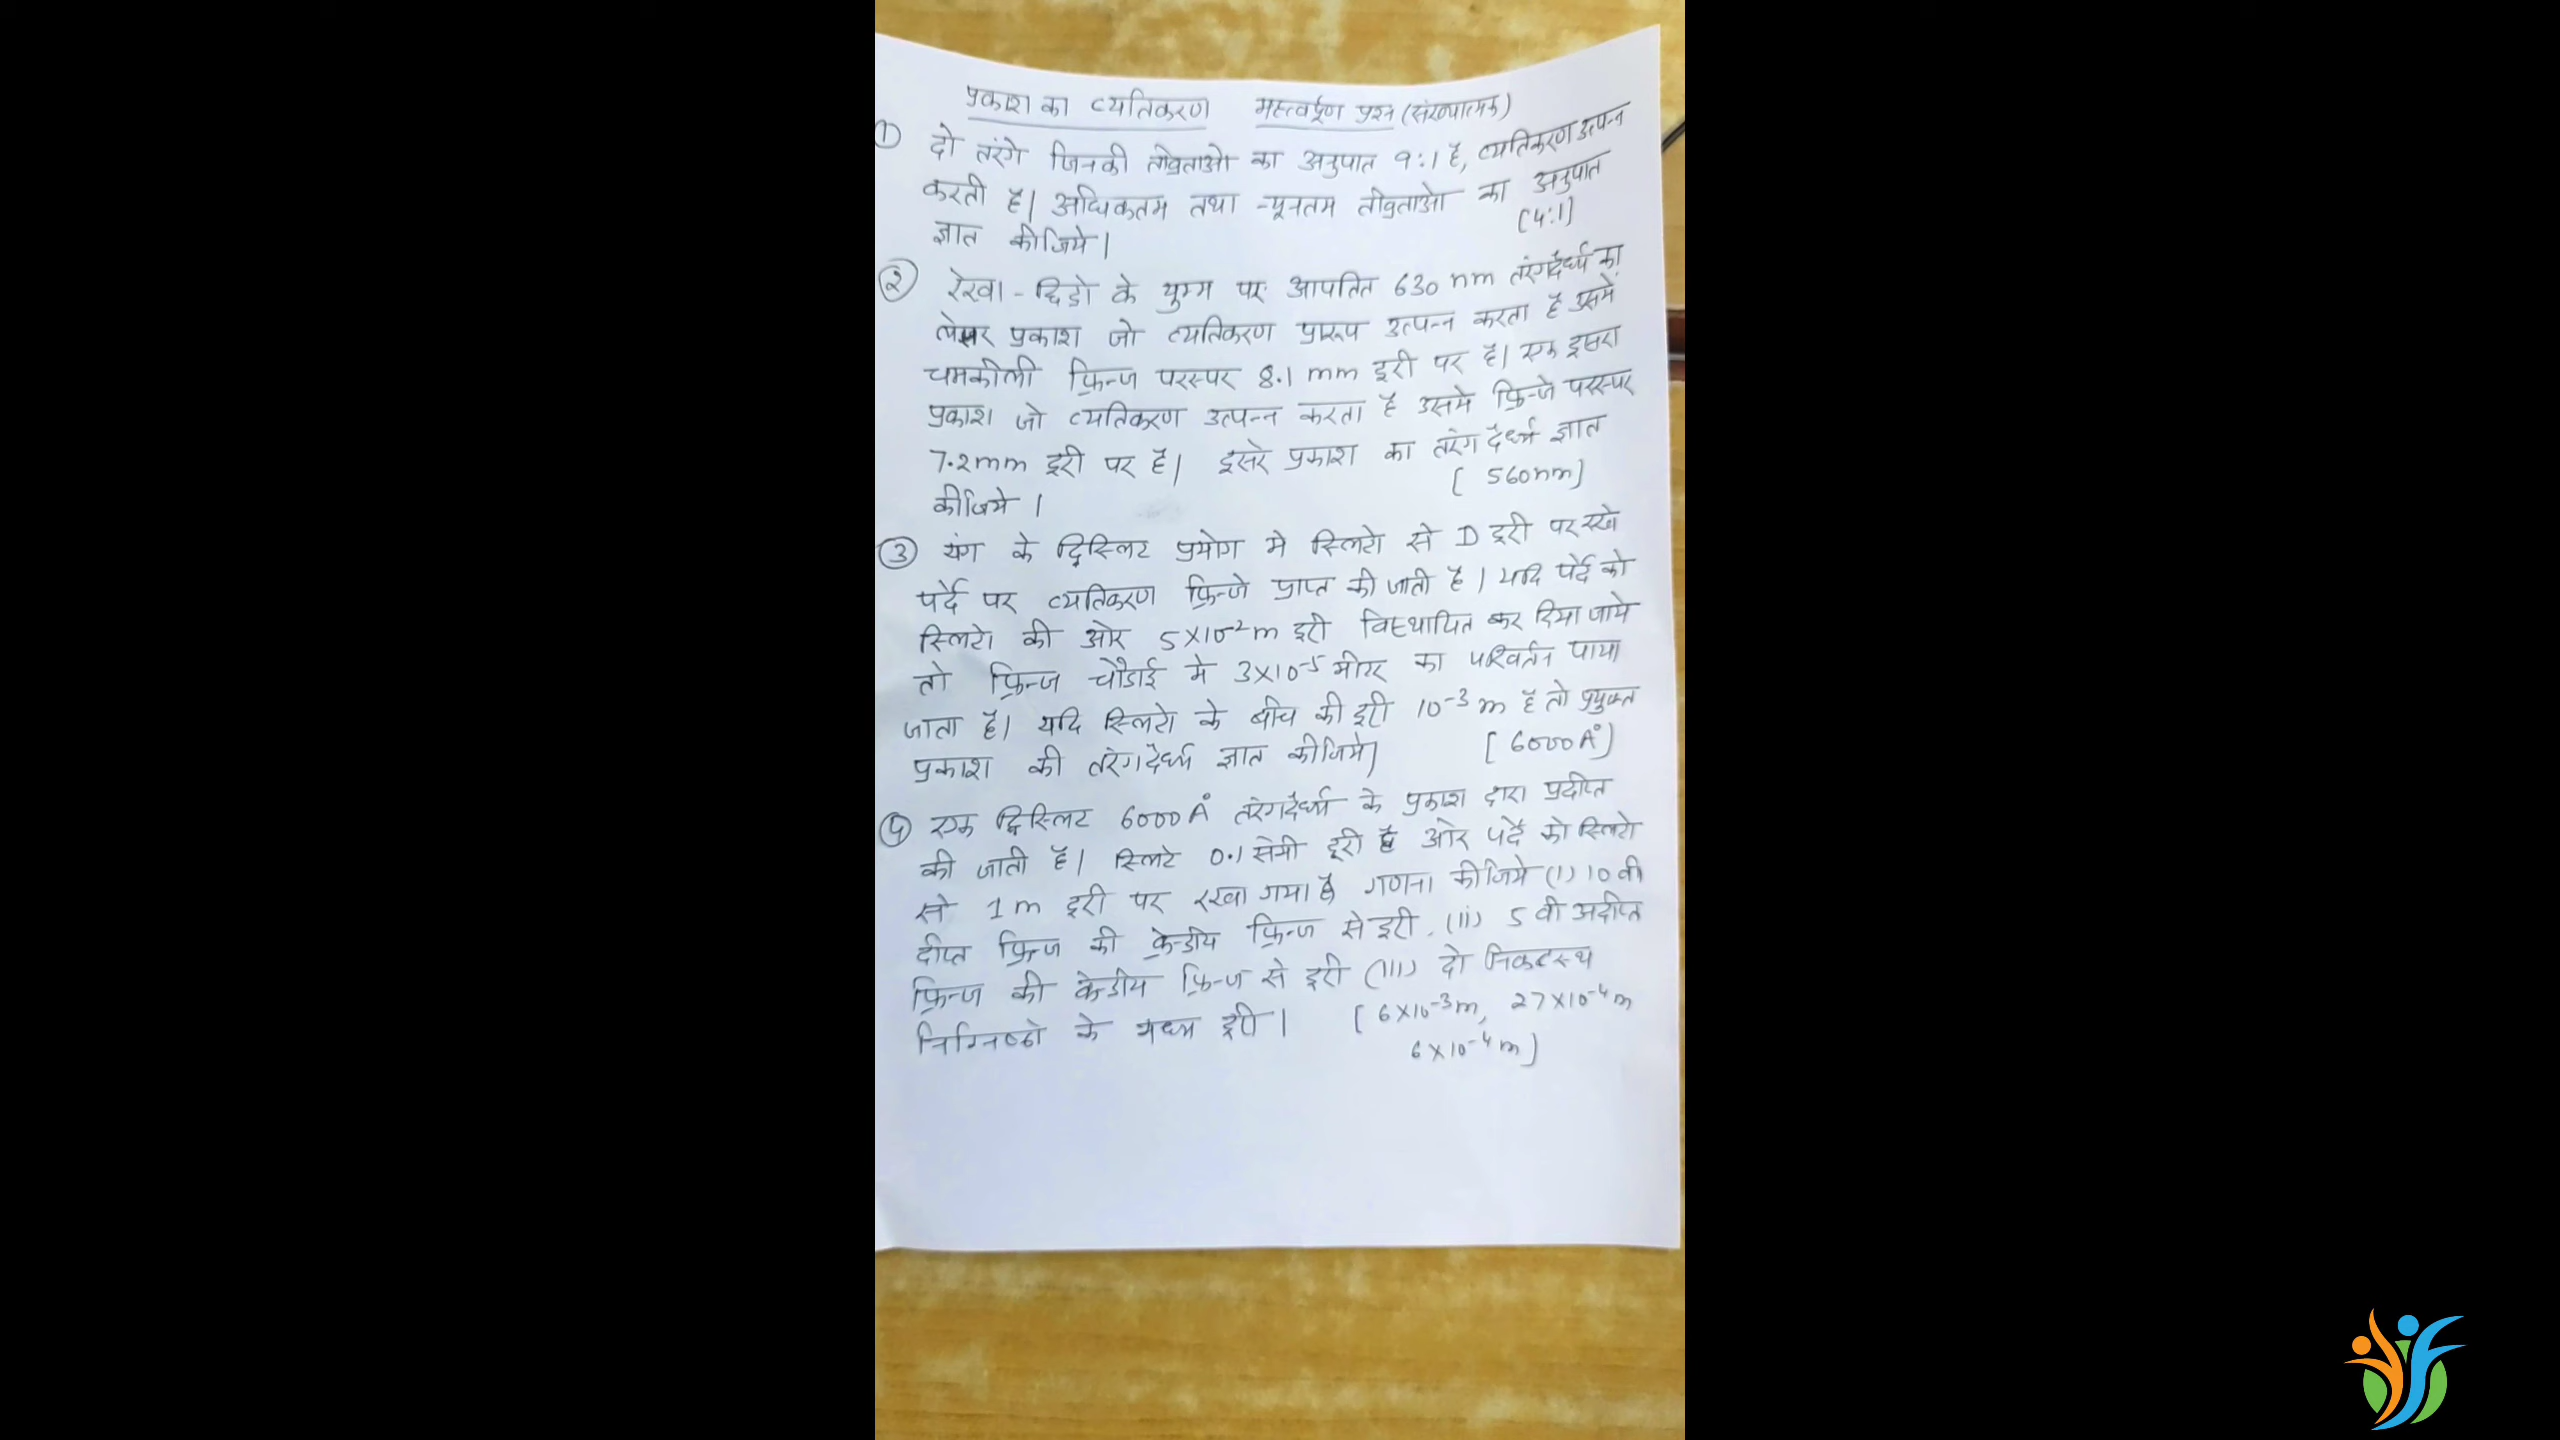 प्रकाश का व्यतिकरण महत्वपूर्ण प्रश्न (संख्यात्मक)
① दो तरंगे जिनकी तीव्रताओ का अनुपात 9:1 है, व्यतिकरण उत्पन्न
करती है। अधिकतम तथा न्यूनतम तीव्रताओ का अनुपात
ज्ञात कीजिये। [4:1]
② रेखा-छिद्रो के युग्म पर आपतित 630 nm तरंगदैर्ध्य का
लेसर प्रकाश जो व्यतिकरण प्रारूप उत्पन्न करता है उसमें
चमकीली फ्रिन्ज परस्पर 8.1 mm दूरी पर है। एक दूसरा
प्रकाश जो व्यतिकरण उत्पन्न करता है उसमे फ्रिन्जे परस्पर
7.2mm दूरी पर है। दूसरे प्रकाश का तरंगदैर्ध्य ज्ञात
कीजिये। [560nm]
③ यंग के द्विस्लिट प्रयोग मे स्लिटो से D दूरी पर रखे
पर्दे पर व्यतिकरण फ्रिन्जे प्राप्त की जाती है। यदि पर्दे को
स्लिटो की ओर 5×10⁻²m दूरी विस्थापित कर दिया जाये
तो फ्रिन्ज चौडाई मे 3×10⁻⁵ मीटर का परिवर्तन पाया
जाता है। यदि स्लिटो के बीच की दूरी 10⁻³ m है तो प्रयुक्त
प्रकाश की तरंगदैर्ध्य ज्ञात कीजिये। [6000Å]
④ एक द्विस्लिट 6000Å तरंगदैर्ध्य के प्रकाश द्वारा प्रदीप्त
की जाती है। स्लिटे 0.1 सेमी दूरी है ओर पर्दे को स्लिटो
से 1m दूरी पर रखा गया है गणना कीजिये (i) 10 वी
दीप्त फ्रिन्ज की केन्द्रीय फ्रिन्ज से दूरी. (ii) 5 वी अदीप्त
फ्रिन्ज की केन्द्रीय फ्रिन्ज से दूरी (iii) दो निकटस्थ
निम्निष्ठो के मध्य दूरी। [6×10⁻³m, 27×10⁻⁴m
6×10⁻⁴m]